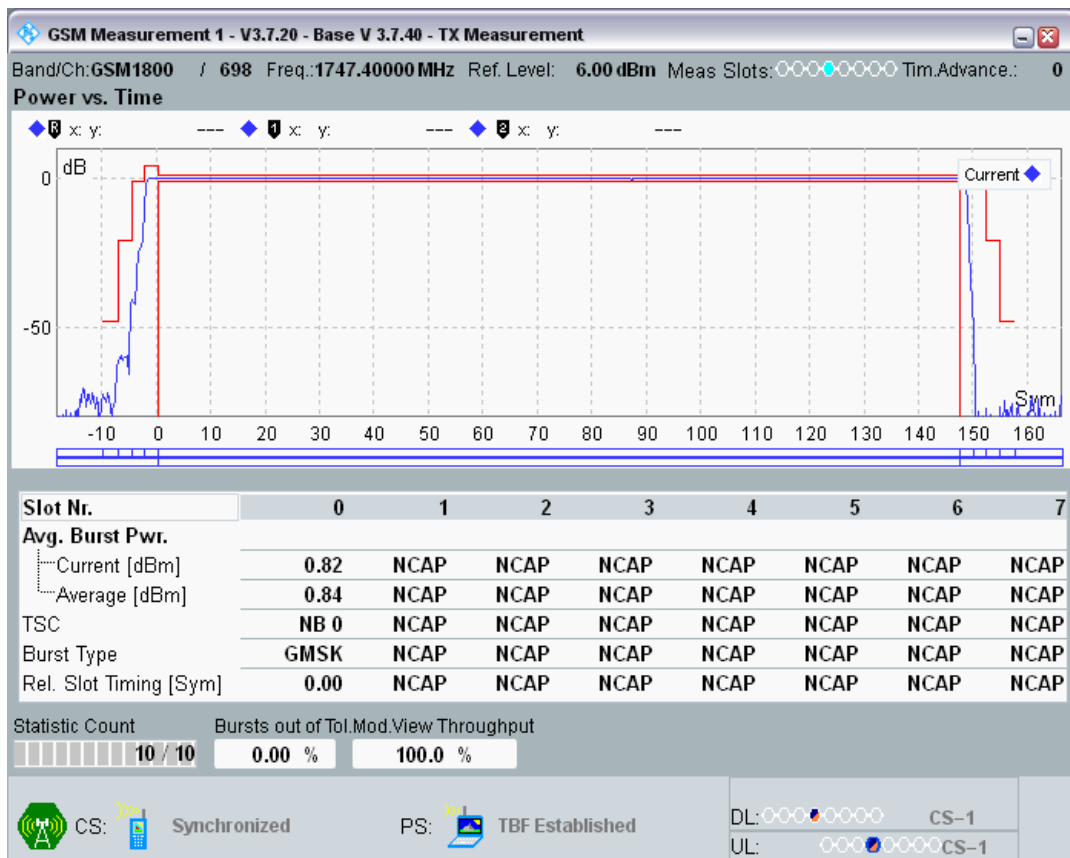 GSM Measurement 1 - V3.7.20 - Base V 3.7.40 - TX Measurement
Band/Ch:GSM1800 / 698 Freq.:1747.40000 MHz Ref. Level: 6.00 dBm Meas Slots: Tim.Advance.: 0
Power vs. Time
R x: y: --- 1 x: y: --- 2 x: y: ---
dB
Current
0
-50
Sym
-10 0 10 20 30 40 50 60 70 80 90 100 110 120 130 140 150 160
Slot Nr. 0 1 2 3 4 5 6 7
Avg. Burst Pwr.
Current [dBm] 0.82 NCAP NCAP NCAP NCAP NCAP NCAP NCAP
Average [dBm] 0.84 NCAP NCAP NCAP NCAP NCAP NCAP NCAP
TSC NB 0 NCAP NCAP NCAP NCAP NCAP NCAP NCAP
Burst Type GMSK NCAP NCAP NCAP NCAP NCAP NCAP NCAP
Rel. Slot Timing [Sym] 0.00 NCAP NCAP NCAP NCAP NCAP NCAP NCAP
Statistic Count Bursts out of Tol. Mod.View Throughput
10 / 10 0.00 % 100.0 %
CS: Synchronized PS: TBF Established
DL: CS-1
UL: CS-1